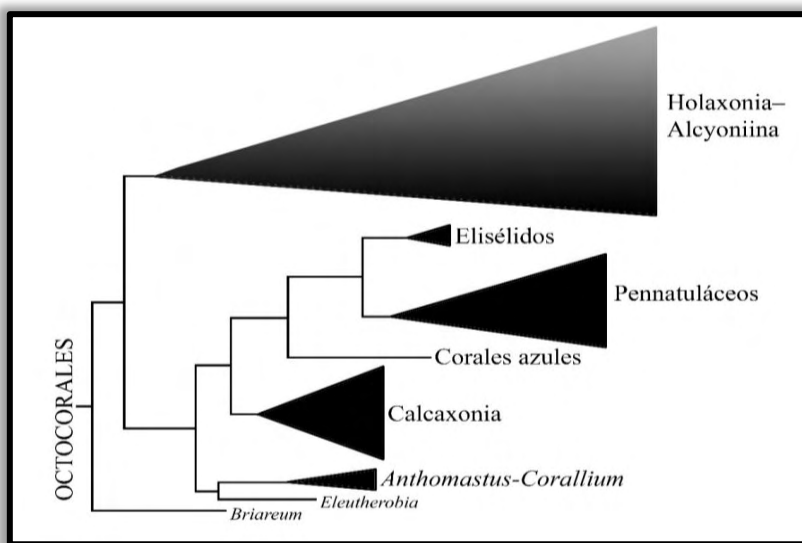 Holaxonia–
Alcyoniina
Elisélidos
Pennatuláceos
Corales azules
Calcaxonia
Anthomastus-Corallium
Eleutherobia
Briareum
OCTOCORALES